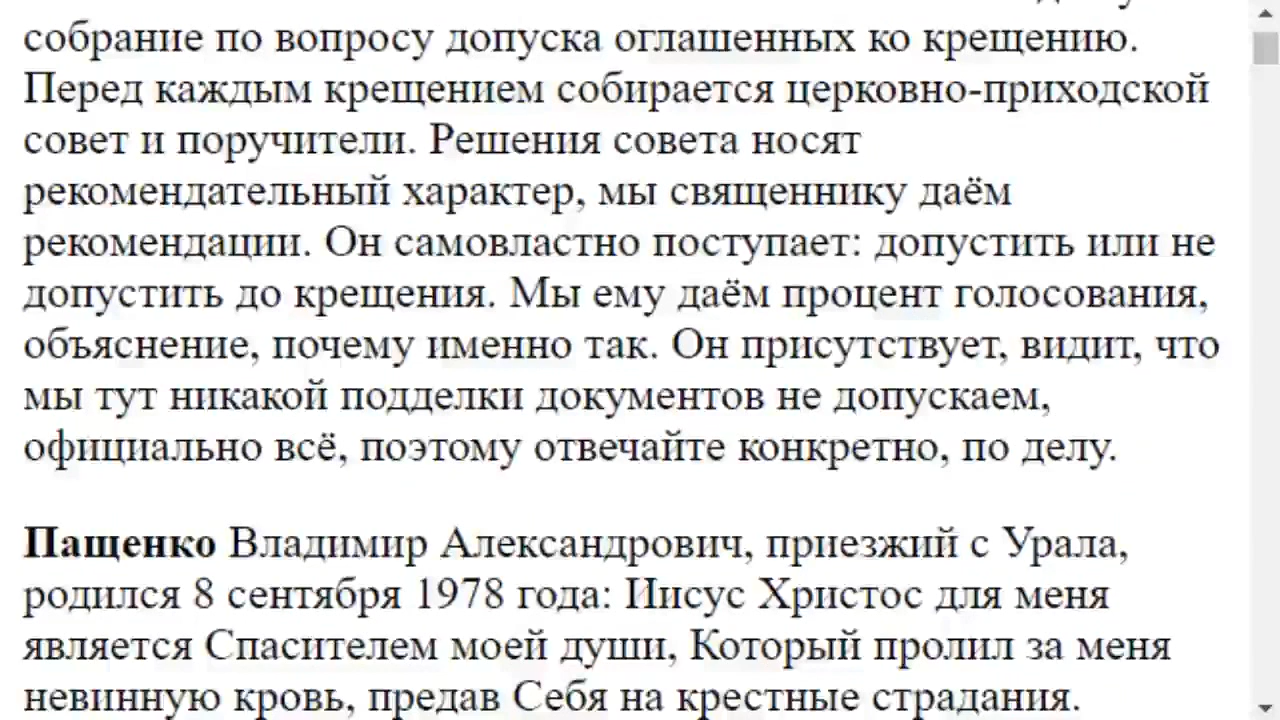 собрание по вопросу допуска оглашенных ко крещению.
Перед каждым крещением собирается церковно-приходской
совет и поручители. Решения совета носят
рекомендательный характер, мы священнику даём
рекомендации. Он самовластно поступает: допустить или не
допустить до крещения. Мы ему даём процент голосования,
объяснение, почему именно так. Он присутствует, видит, что
мы тут никакой подделки документов не допускаем,
официально всё, поэтому отвечайте конкретно, по делу.
Пащенко Владимир Александрович, приезжий с Урала,
родился 8 сентября 1978 года: Иисус Христос для меня
является Спасителем моей души, Который пролил за меня
невинную кровь, предав Себя на крестные страдания.